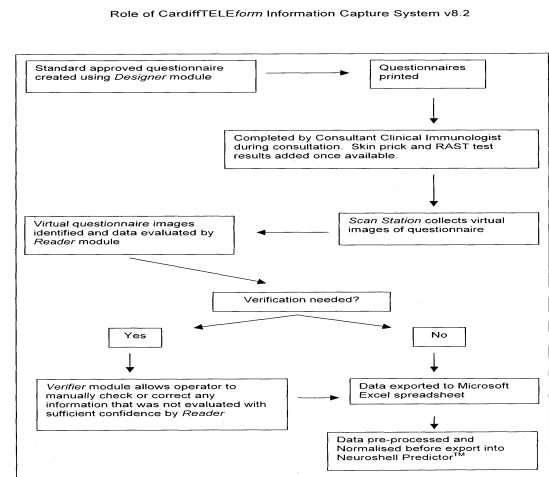 Role of CardiffTELEform Information Capture System v8.2
Standard approved questionnaire
created using Designer module
Questionnaires
printed
Completed by Consultant Clinical Immunologist
during consultation. Skin prick and RAST test
results added once available.
Scan Station collects virtual
images of questionnaire
Virtual questionnaire images
identified and data evaluated by
Reader module
Verification needed?
Yes
No
Verifier module allows operator to
manually check or correct any
information that was not evaluated with
sufficient confidence by Reader
Data exported to Microsoft
Excel spreadsheet
Data pre-processed and
Normalised before export into
Neuroshell Predictor™